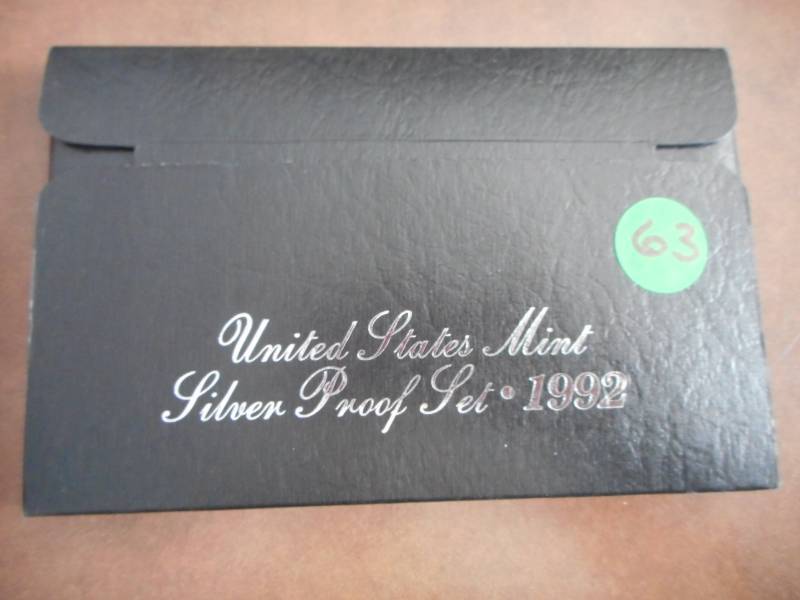 63
United States Mint
Silver Proof Set • 1992